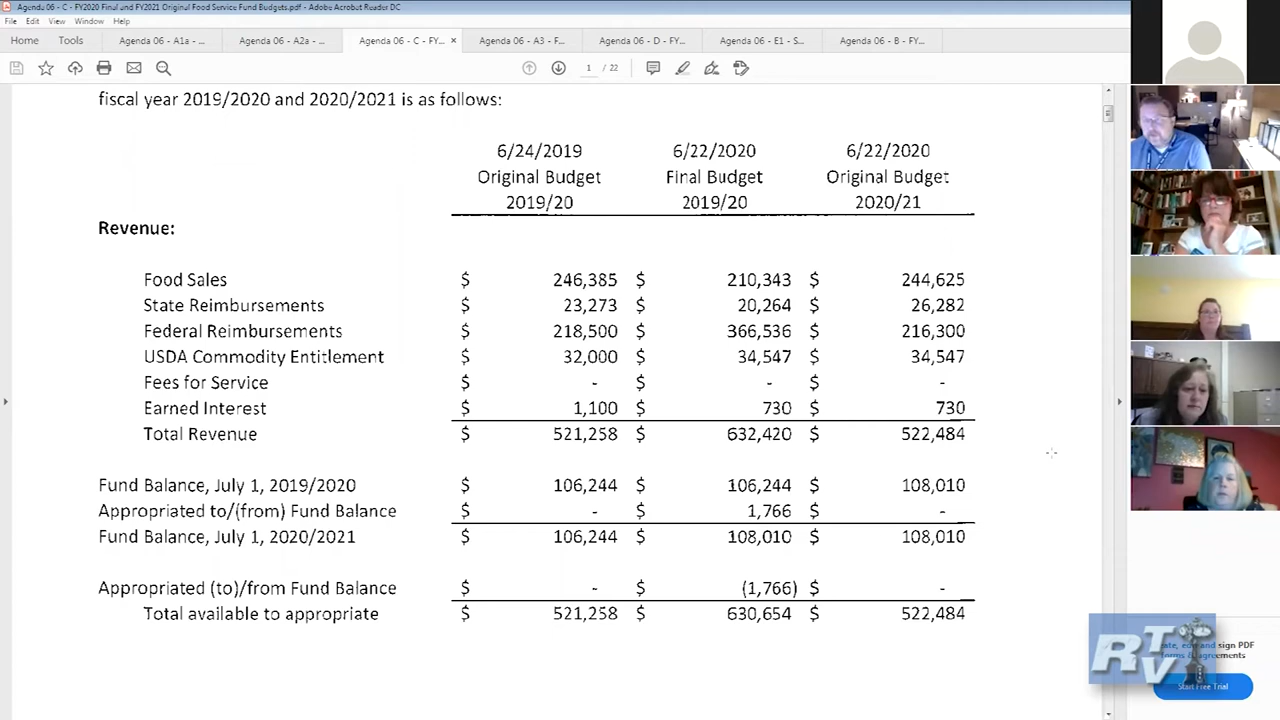 Agenda 06 - C - FY2020 Final and FY2021 Original Food Service Fund Budgets.pdf - Adobe Acrobat Reader DC
File Edit View Window Help
Home Tools Agenda 06 - A1a - ... Agenda 06 - A2a - ... Agenda 06 - C - FY... × Agenda 06 - A3 - F... Agenda 06 - D - FY... Agenda 06 - E1 - S... Agenda 06 - B - FY...
1 / 22
fiscal year 2019/2020 and 2020/2021 is as follows:
6/24/2019 6/22/2020 6/22/2020
Original Budget Final Budget Original Budget
2019/20 2019/20 2020/21
Revenue:
Food Sales $ 246,385 $ 210,343 $ 244,625
State Reimbursements $ 23,273 $ 20,264 $ 26,282
Federal Reimbursements $ 218,500 $ 366,536 $ 216,300
USDA Commodity Entitlement $ 32,000 $ 34,547 $ 34,547
Fees for Service $ - $ - $ -
Earned Interest $ 1,100 $ 730 $ 730
Total Revenue $ 521,258 $ 632,420 $ 522,484
Fund Balance, July 1, 2019/2020 $ 106,244 $ 106,244 $ 108,010
Appropriated to/(from) Fund Balance $ - $ 1,766 $ -
Fund Balance, July 1, 2020/2021 $ 106,244 $ 108,010 $ 108,010
Appropriated (to)/from Fund Balance $ - $ (1,766) $ -
Total available to appropriate $ 521,258 $ 630,654 $ 522,484
RTV
and sign PDF
forms & agreements
Start Free Trial